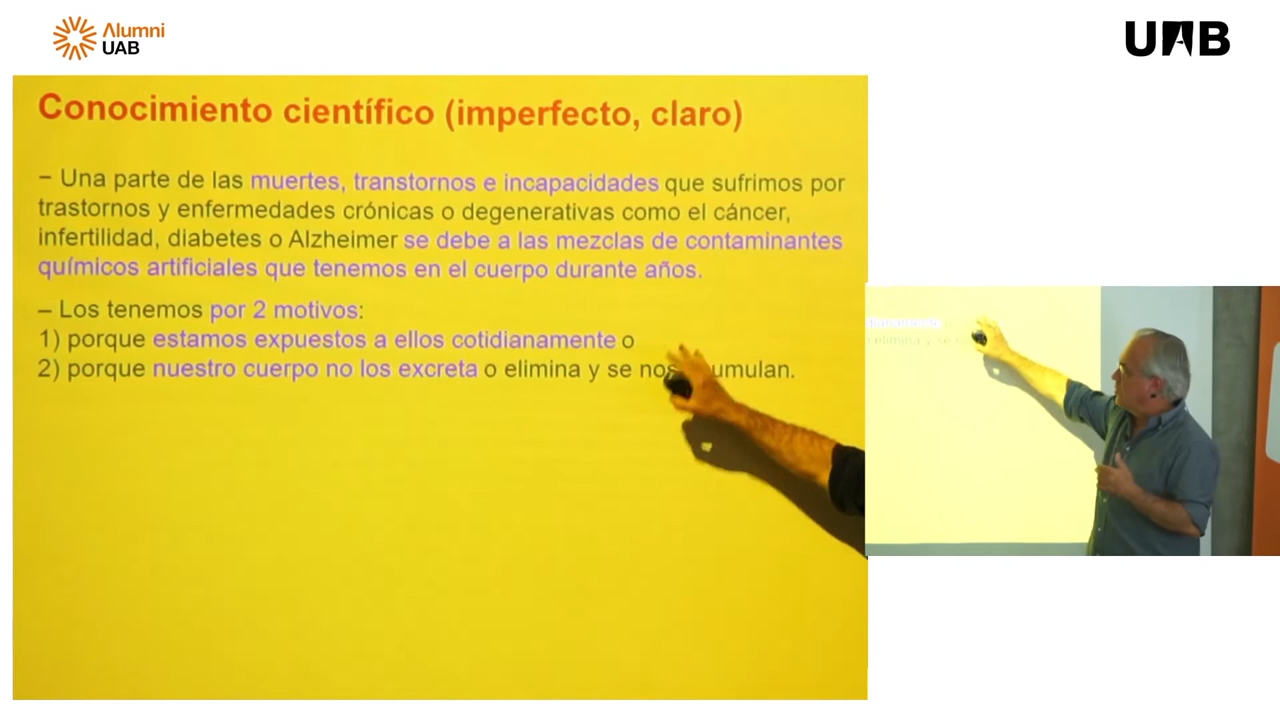 Alumni
UAB
UAB
Conocimiento científico (imperfecto, claro)
– Una parte de las muertes, transtornos e incapacidades que sufrimos por
trastornos y enfermedades crónicas o degenerativas como el cáncer,
infertilidad, diabetes o Alzheimer se debe a las mezclas de contaminantes
químicos artificiales que tenemos en el cuerpo durante años.
– Los tenemos por 2 motivos:
1) porque estamos expuestos a ellos cotidianamente o
2) porque nuestro cuerpo no los excreta o elimina y se nos umulan.
elimina y se